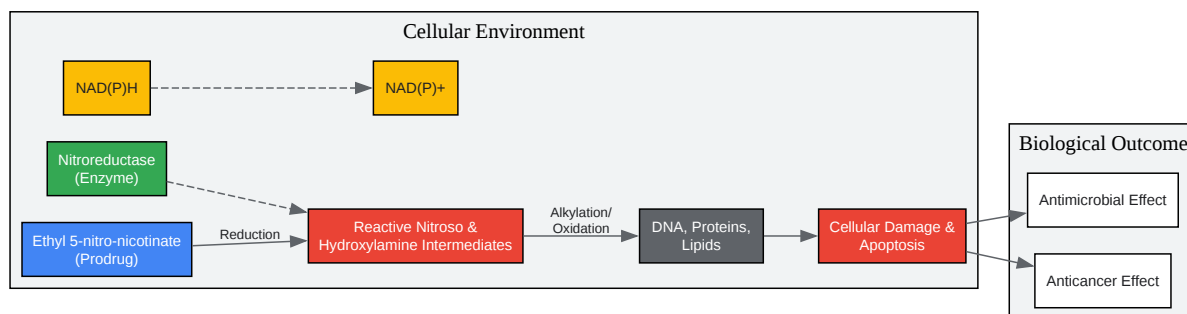 Cellular Environment
NAD(P)H
NAD(P)+
Nitroreductase
(Enzyme)
Ethyl 5-nitro-nicotinate
(Prodrug)
Reduction
Reactive Nitroso &
Hydroxylamine Intermediates
Alkylation/
Oxidation
DNA, Proteins,
Lipids
Cellular Damage &
Apoptosis
Biological Outcome
Antimicrobial Effect
Anticancer Effect